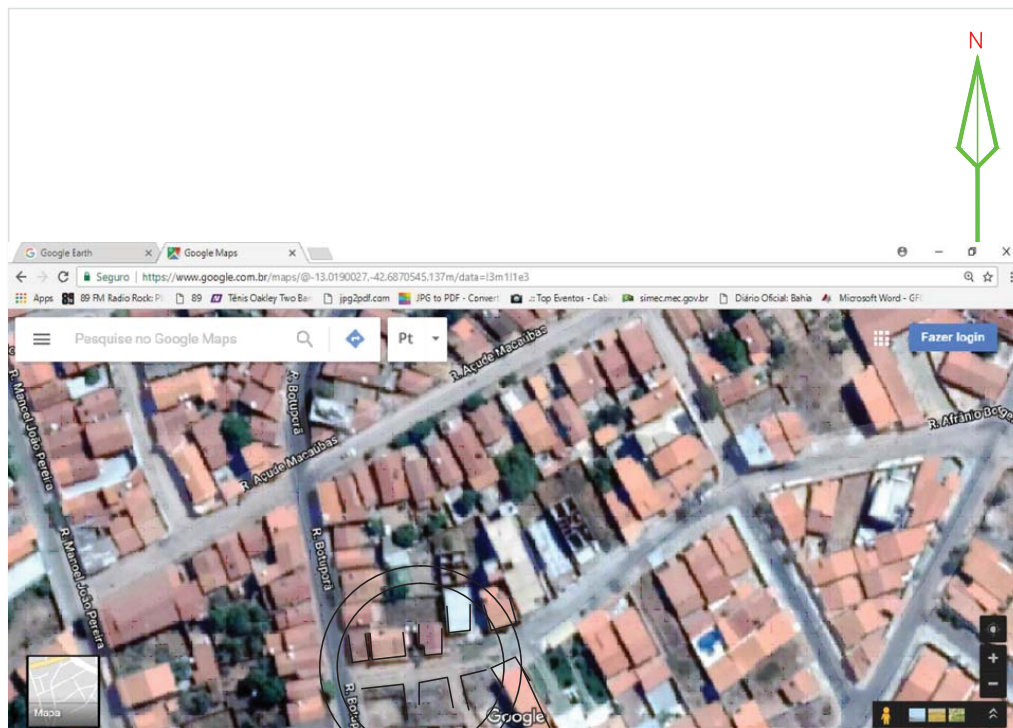 N
Google Earth
Google Maps
Seguro | https://www.google.com.br/maps/@-13.0190027,-42.6870545,137m/data=!3m1!1e3
Apps 89 FM Radio Rock: 89 Tênis Oakley Two jpg2pdf.com JPG to PDF - Convert .: Top Eventos - simec.mec.gov.br Diário Oficial: Bahia Microsoft Word -
Pesquise no Google Maps
Pt
Fazer login
R. Açude Macaúbas
R. Botuporã
R. Manoel João Pereira
R. Afrânio
R. Açude Macaúbas
R. Botuporã
R. Manoel João Pereira
R.
Google
Mapa